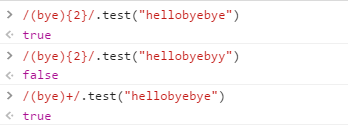 > /(bye){2}/.test("hellobyebye")
< true
> /(bye){2}/.test("hellobyebyy")
< false
> /(bye)+/.test("hellobyebye")
< true